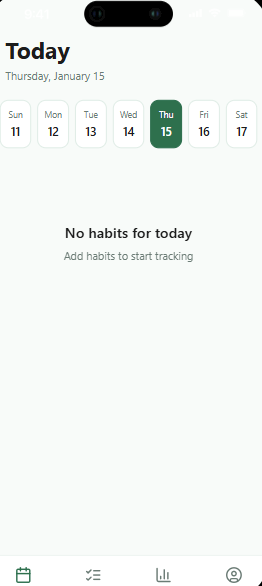 Today
Thursday, January 15
Sun Mon Tue Wed Thu Fri Sat
11 12 13 14 15 16 17
No habits for today
Add habits to start tracking